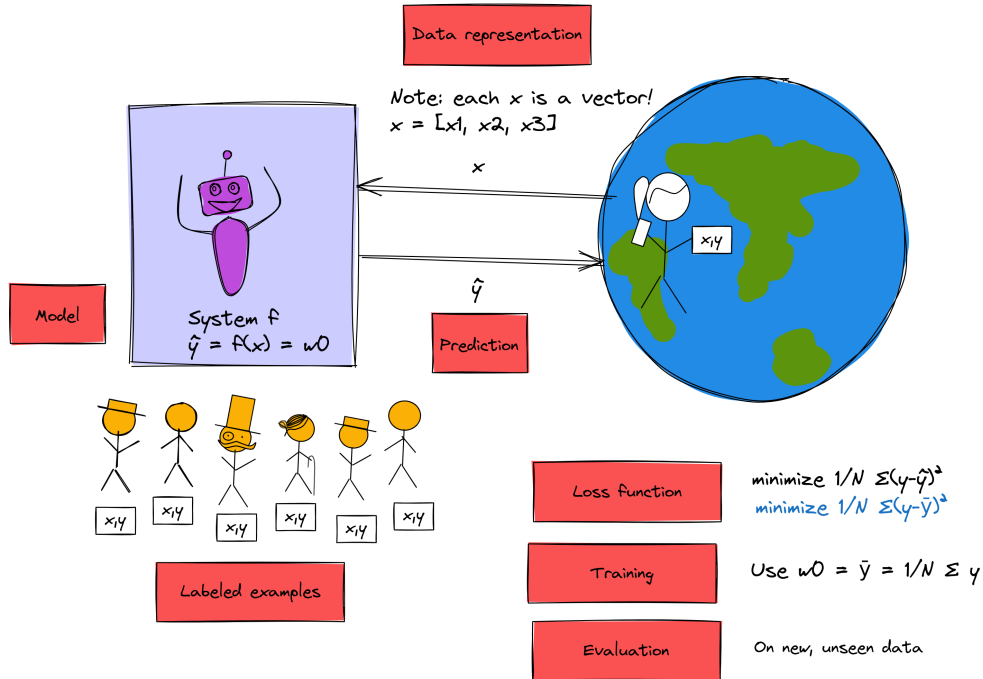 Data representation
Note: each x is a vector!
x = [x1, x2, x3]
x
x,y
ŷ
Model
System f
ŷ = f(x) = w0
Prediction
x,y
x,y
x,y
x,y
x,y
x,y
Labeled examples
Loss function
minimize 1/N Σ(y-ŷ)²
minimize 1/N Σ(y-ȳ)²
Training
Use w0 = ȳ = 1/N Σ y
Evaluation
On new, unseen data